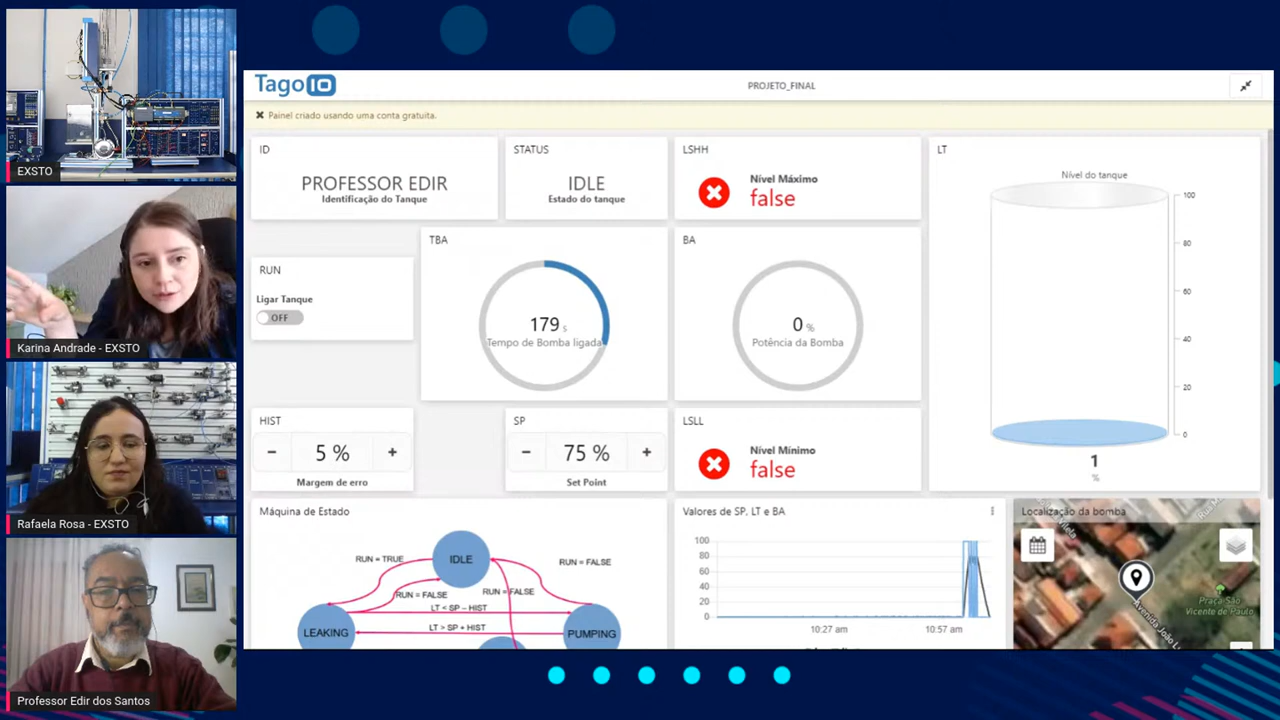 EXSTO
Karina Andrade - EXSTO
Rafaela Rosa - EXSTO
Professor Edir dos Santos
Tago IO
PROJETO_FINAL
Painel criado usando uma conta gratuita.
ID
PROFESSOR EDIR
Identificação do Tanque
STATUS
IDLE
Estado do tanque
LSHH
Nível Máximo
false
LT
Nível do tanque
100
80
60
40
20
0
1
%
RUN
Ligar Tanque
OFF
TBA
179 s
Tempo de Bomba ligada
BA
0 %
Potência da Bomba
HIST
− 5 % +
Margem de erro
SP
− 75 % +
Set Point
LSLL
Nível Mínimo
false
Máquina de Estado
IDLE
RUN = TRUE
RUN = FALSE
RUN = FALSE
RUN = FALSE
LT < SP – HIST
LT > SP + HIST
LEAKING
PUMPING
Valores de SP, LT e BA
100
80
60
40
20
0
10:27 am
10:57 am
Localização da bomba
Praça São
Vicente de Paulo
Avenida João